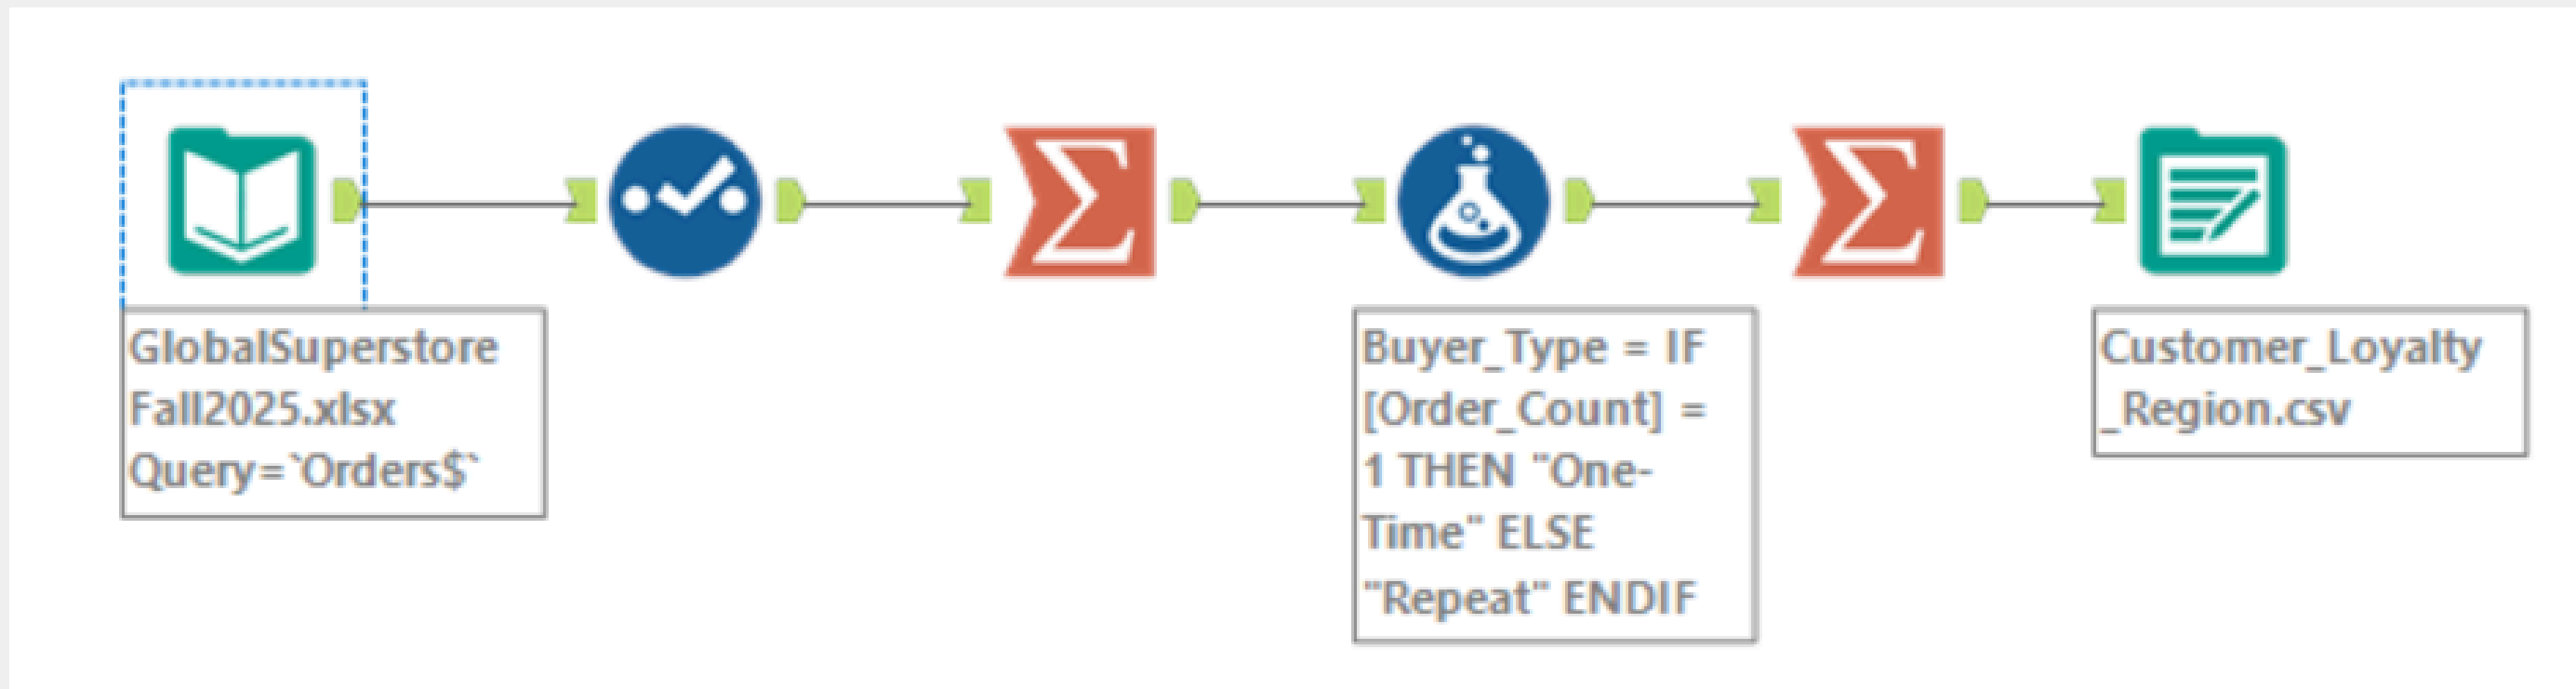 GlobalSuperstore
Fall2025.xlsx
Query=`Orders$`
Buyer_Type = IF
[Order_Count] =
1 THEN "One-
Time" ELSE
"Repeat" ENDIF
Customer_Loyalty
_Region.csv